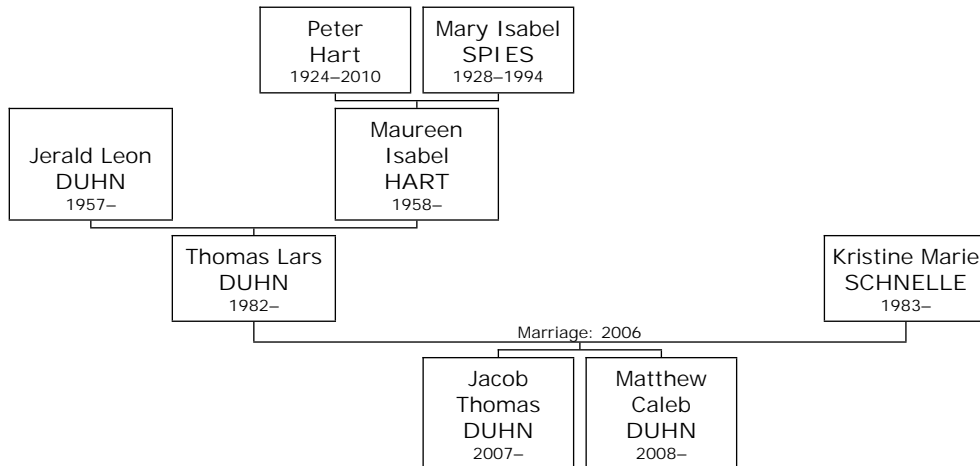 Peter
Hart
1924–2010
Mary Isabel
SPIES
1928–1994
Jerald Leon
DUHN
1957–
Maureen
Isabel
HART
1958–
Thomas Lars
DUHN
1982–
Kristine Marie
SCHNELLE
1983–
Marriage: 2006
Jacob
Thomas
DUHN
2007–
Matthew
Caleb
DUHN
2008–